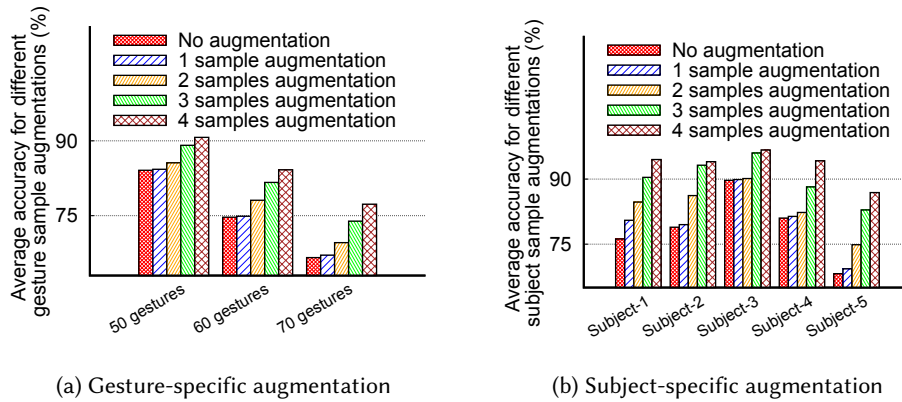 Average accuracy for different
gesture sample augmentations (%)
No augmentation
1 sample augmentation
2 samples augmentation
3 samples augmentation
4 samples augmentation
90
75
50 gestures
60 gestures
70 gestures
(a) Gesture-specific augmentation
Average accuracy for different
subject sample augmentations (%)
No augmentation
1 sample augmentation
2 samples augmentation
3 samples augmentation
4 samples augmentation
90
75
Subject-1
Subject-2
Subject-3
Subject-4
Subject-5
(b) Subject-specific augmentation